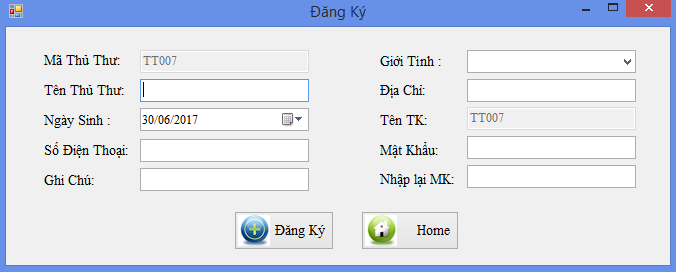 Đăng Ký
Mã Thủ Thư: TT007
Tên Thủ Thư:
Ngày Sinh : 30/06/2017
Số Điện Thoại:
Ghi Chú:
Giới Tính :
Địa Chỉ:
Tên TK: TT007
Mật Khẩu:
Nhập lại MK:
Đăng Ký
Home